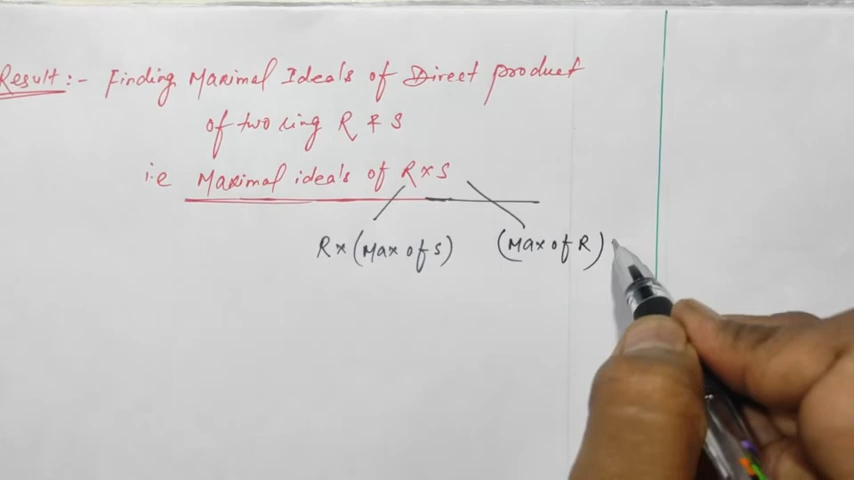 Result:- Finding Maximal Ideals of Direct product
of two ring R & S
i.e Maximal ideals of R×S
R×(Max of S) (Max of R)